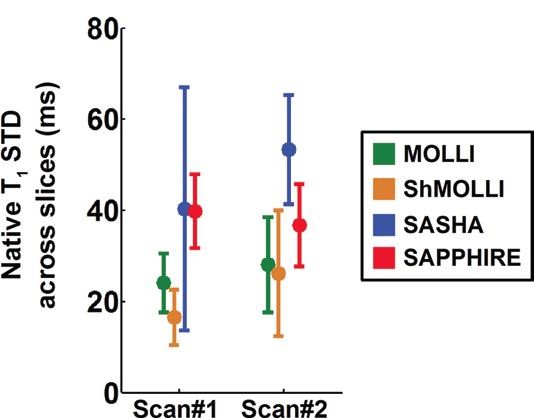 80
60
40
20
0
Native T1 STD
across slices (ms)
Scan#1 Scan#2
MOLLI
ShMOLLI
SASHA
SAPPHIRE